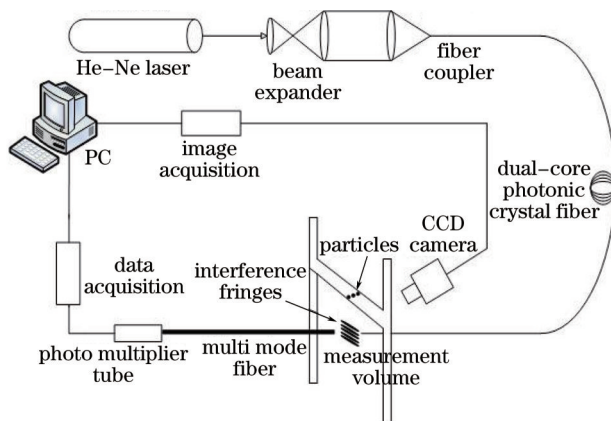 He−Ne laser
beam
expander
fiber
coupler
PC
image
acquisition
dual−core
photonic
crystal fiber
CCD
camera
particles
interference
fringes
data
acquisition
photo multiplier
tube
multi mode
fiber
measurement
volume